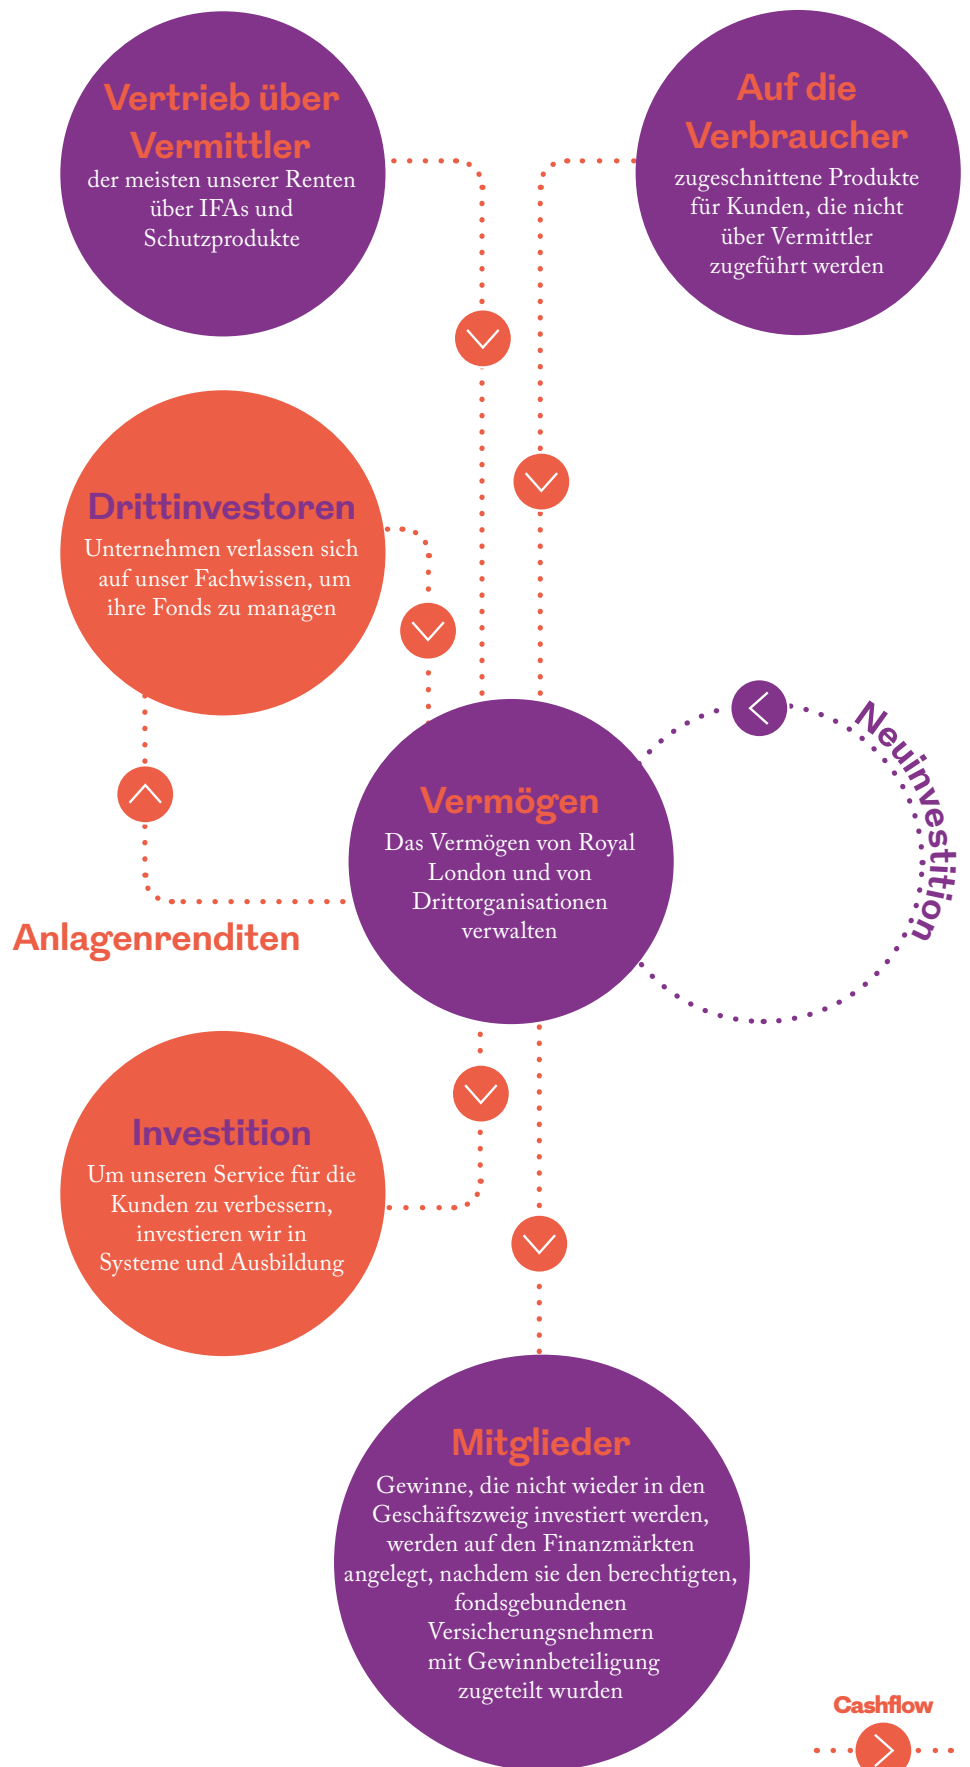 Vertrieb über
Vermittler
der meisten unserer Renten
über IFAs und
Schutzprodukte
Auf die
Verbraucher
zugeschnittene Produkte
für Kunden, die nicht
über Vermittler
zugeführt werden
Drittinvestoren
Unternehmen verlassen sich
auf unser Fachwissen, um
ihre Fonds zu managen
Vermögen
Das Vermögen von Royal
London und von
Drittorganisationen
verwalten
Neuinvestition
Anlagenrenditen
Investition
Um unseren Service für die
Kunden zu verbessern,
investieren wir in
Systeme und Ausbildung
Mitglieder
Gewinne, die nicht wieder in den
Geschäftszweig investiert werden,
werden auf den Finanzmärkten
angelegt, nachdem sie den berechtigten,
fondsgebundenen
Versicherungsnehmern
mit Gewinnbeteiligung
zugeteilt wurden
Cashflow